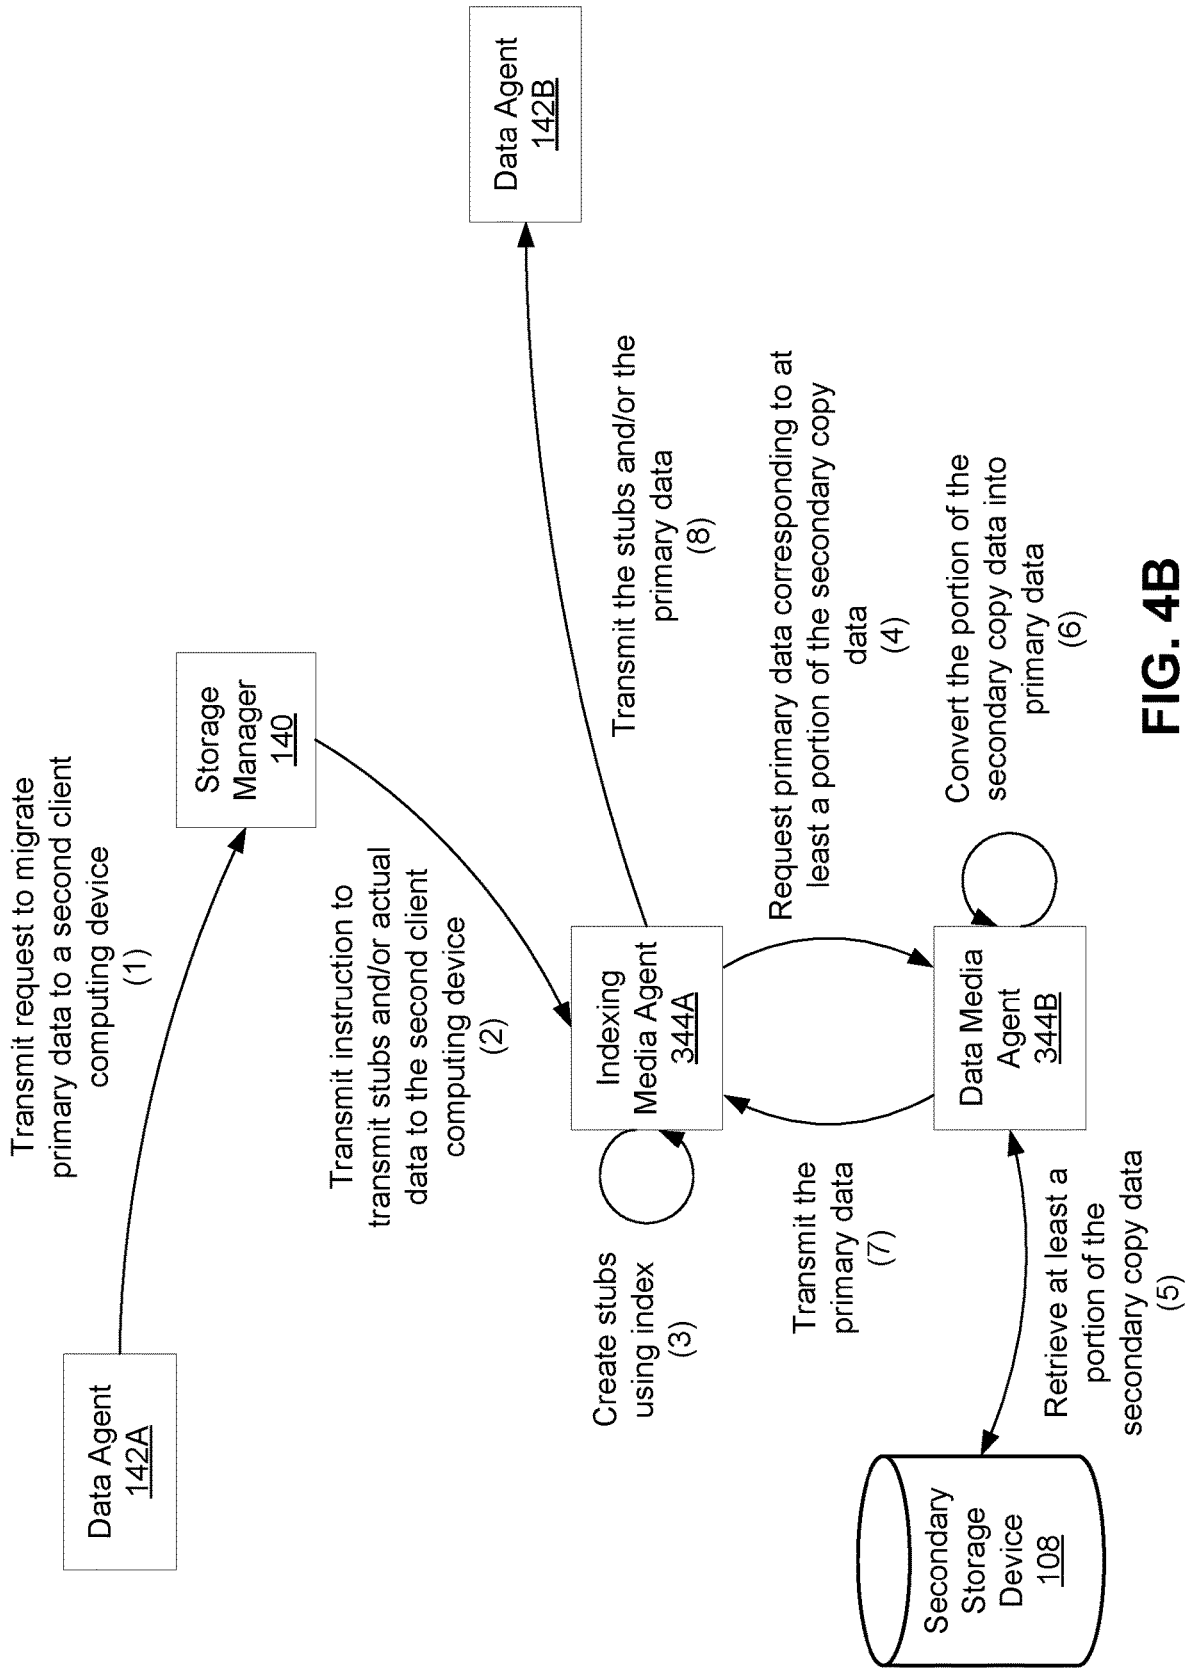 Transmit request to migrate
primary data to a second client
computing device
(1)
Data Agent
142A
Storage
Manager
140
Transmit instruction to
transmit stubs and/or actual
data to the second client
computing device
(2)
Data Agent
142B
Create stubs
using index
(3)
Indexing
Media Agent
344A
Transmit the stubs and/or the
primary data
(8)
Transmit the
primary data
(7)
Request primary data corresponding to at
least a portion of the secondary copy
data
(4)
Secondary
Storage
Device
108
Retrieve at least a
portion of the
secondary copy data
(5)
Data Media
Agent
344B
Convert the portion of the
secondary copy data into
primary data
(6)
FIG. 4B